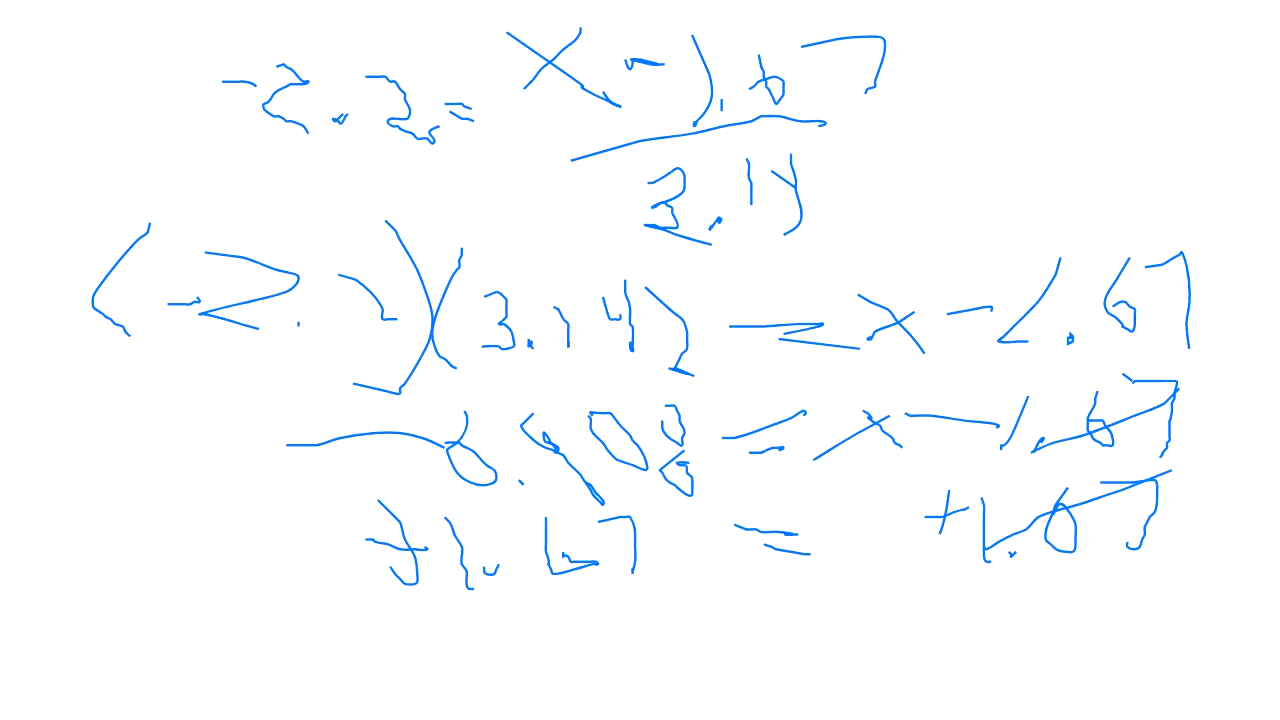 -2.2 = x - 1.67
3.14
(-2.2)(3.14) = x - 1.67
-6.908 = x - 1.67
+1.67 = +1.67